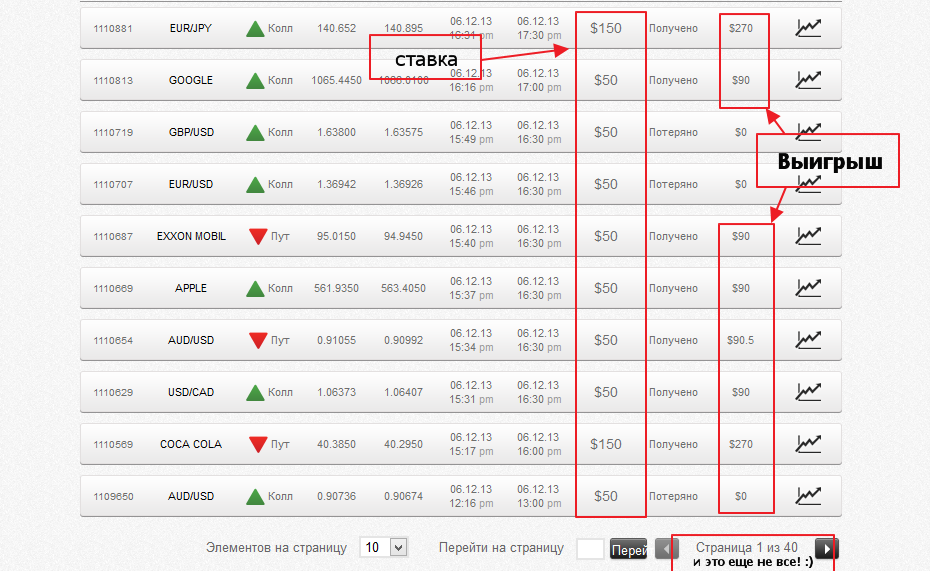 1110881 EUR/JPY Колл 140.652 140.895 06.12.13 16:31 pm 06.12.13 17:30 pm $150 Получено $270
ставка
1110813 GOOGLE Колл 1065.4450 06.12.13 16:16 pm 06.12.13 17:00 pm $50 Получено $90
1110719 GBP/USD Колл 1.63800 1.63575 06.12.13 15:49 pm 06.12.13 16:30 pm $50 Потеряно $0
Выигрыш
1110707 EUR/USD Колл 1.36942 1.36926 06.12.13 15:46 pm 06.12.13 16:30 pm $50 Потеряно $0
1110687 EXXON MOBIL Пут 95.0150 94.9450 06.12.13 15:40 pm 06.12.13 16:30 pm $50 Получено $90
1110669 APPLE Колл 561.9350 563.4050 06.12.13 15:37 pm 06.12.13 16:30 pm $50 Получено $90
1110654 AUD/USD Пут 0.91055 0.90992 06.12.13 15:34 pm 06.12.13 16:30 pm $50 Получено $90.5
1110629 USD/CAD Колл 1.06373 1.06407 06.12.13 15:31 pm 06.12.13 16:30 pm $50 Получено $90
1110569 COCA COLA Пут 40.3850 40.2950 06.12.13 15:17 pm 06.12.13 16:00 pm $150 Получено $270
1109650 AUD/USD Колл 0.90736 0.90674 06.12.13 12:16 pm 06.12.13 13:00 pm $50 Потеряно $0
Элементов на страницу 10 Перейти на страницу Перей Страница 1 из 40
и это еще не все! :)